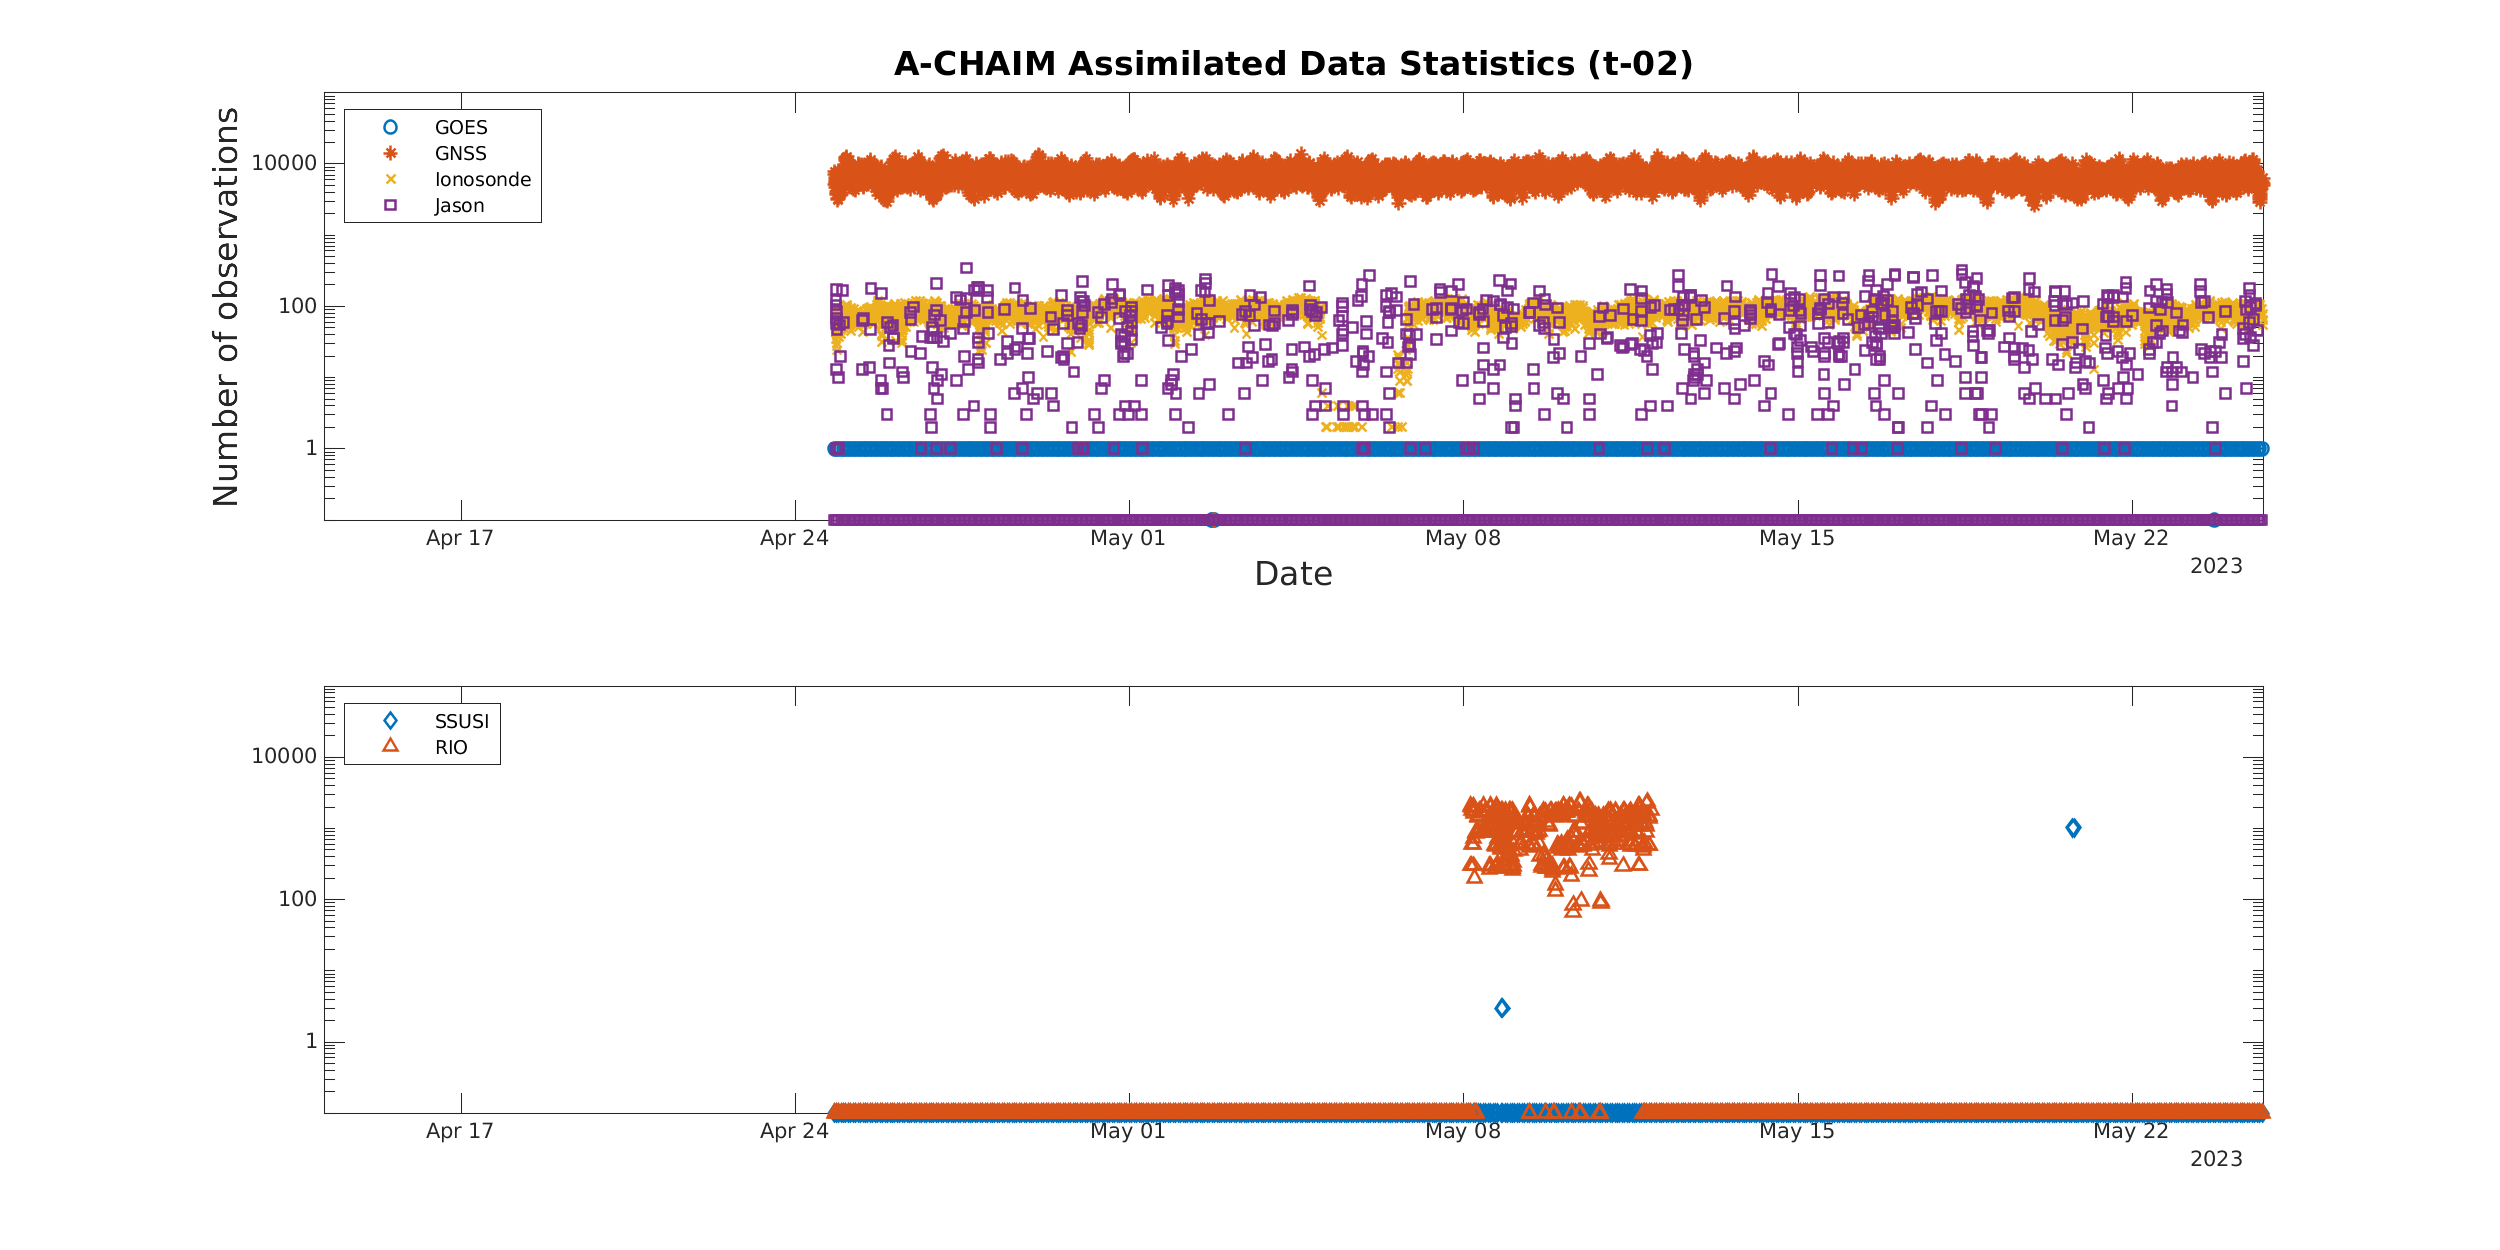 A-CHAIM Assimilated Data Statistics (t-02)
Number of observations
10000
100
1
GOES
GNSS
Ionosonde
Jason
Apr 17
Apr 24
May 01
May 08
May 15
May 22
2023
Date
10000
100
1
SSUSI
RIO
Apr 17
Apr 24
May 01
May 08
May 15
May 22
2023